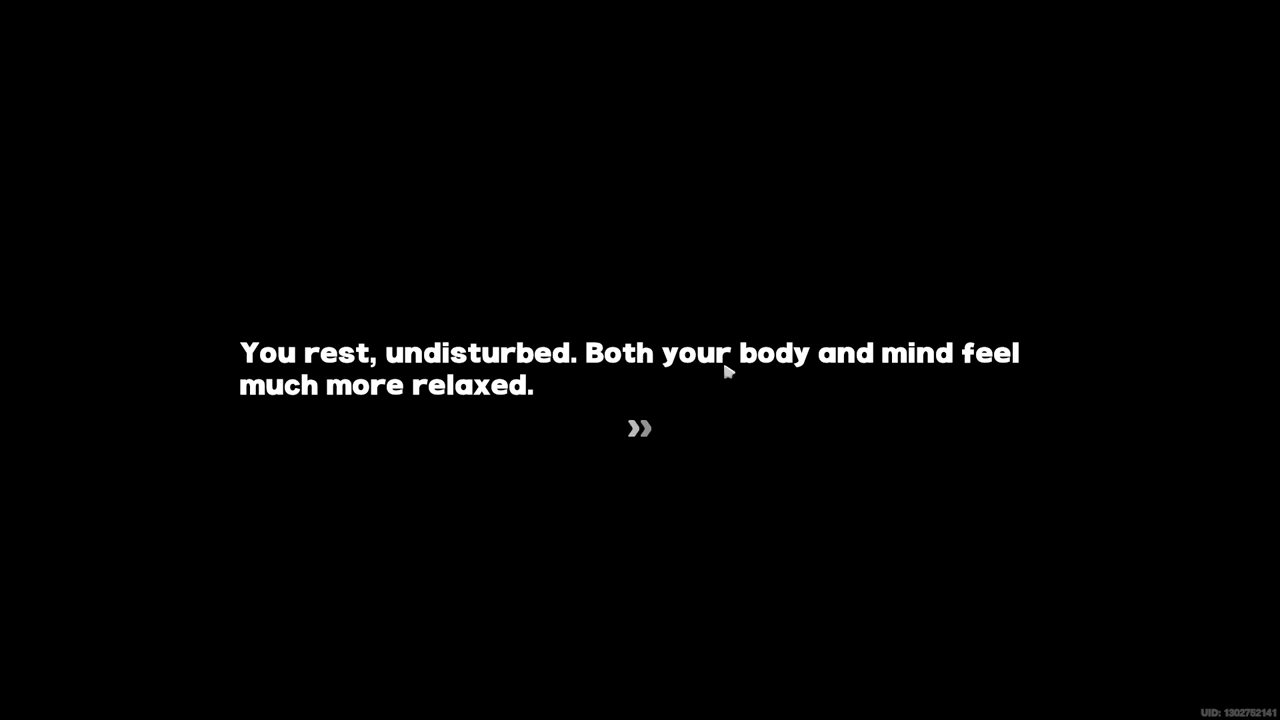 You rest, undisturbed. Both your body and mind feel
much more relaxed.
UID: 1302752141